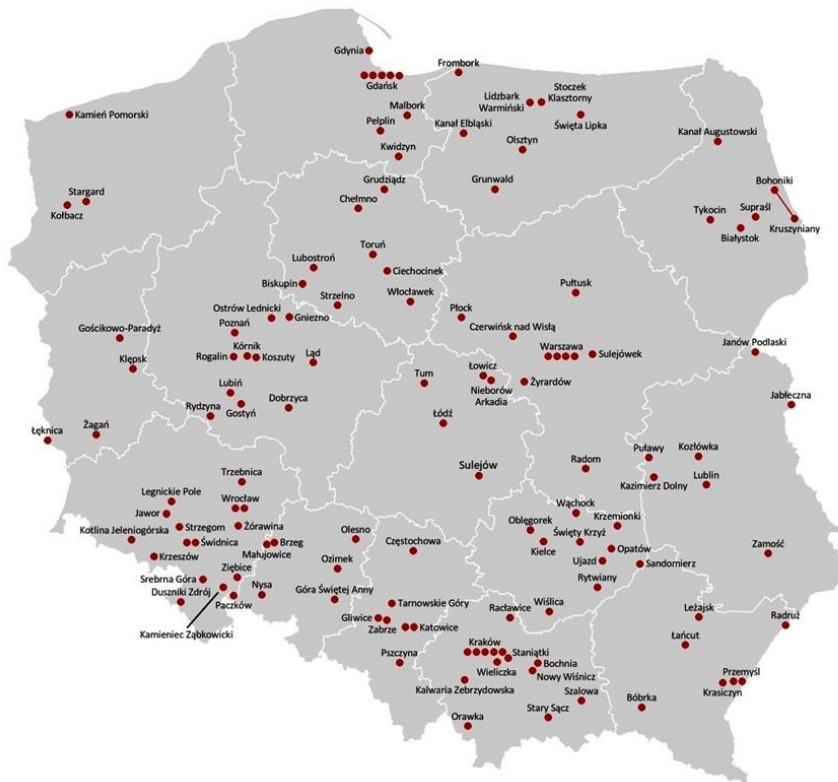 Gdynia
Frombork
Gdańsk
Lidzbark
Warmiński
Stoczek
Klasztorny
Kamień Pomorski
Malbork
Pelplin
Kanał Elbląski
Święta Lipka
Kanał Augustowski
Kwidzyn
Olsztyn
Grudziądz
Grunwald
Bohoniki
Stargard
Kołbacz
Chełmno
Tykocin
Supraśl
Białystok
Kruszyniany
Toruń
Lubostroń
Ciechocinek
Biskupin
Pułtusk
Strzelno
Włocławek
Ostrów Lednicki
Gniezno
Płock
Poznań
Czerwińsk nad Wisłą
Gościkowo-Paradyż
Kórnik
Rogalin
Koszuty
Ląd
Warszawa
Sulejówek
Janów Podlaski
Klępsk
Łowicz
Tum
Nieborów
Arkadia
Żyrardów
Lubiń
Gostyń
Dobrzyca
Rydzyna
Jabłeczna
Łódź
Łęknica
Żagań
Puławy
Kozłówka
Radom
Sulejów
Kazimierz Dolny
Lublin
Trzebnica
Legnickie Pole
Wrocław
Jawor
Wąchock
Krzemionki
Kotlina Jeleniogórska
Strzegom
Żórawina
Oblęgorek
Święty Krzyż
Świdnica
Małujowice
Brzeg
Olesno
Częstochowa
Kielce
Opatów
Zamość
Krzeszów
Ujazd
Sandomierz
Ziębice
Ozimek
Srebrna Góra
Nysa
Góra Świętej Anny
Rytwiany
Duszniki Zdrój
Paczków
Tarnowskie Góry
Racławice
Wiślica
Leżajsk
Radruż
Kamieniec Ząbkowicki
Gliwice
Zabrze
Katowice
Kraków
Staniątki
Łańcut
Pszczyna
Wieliczka
Bochnia
Nowy Wiśnicz
Przemyśl
Krasiczyn
Kalwaria Zebrzydowska
Szalowa
Bóbrka
Orawka
Stary Sącz